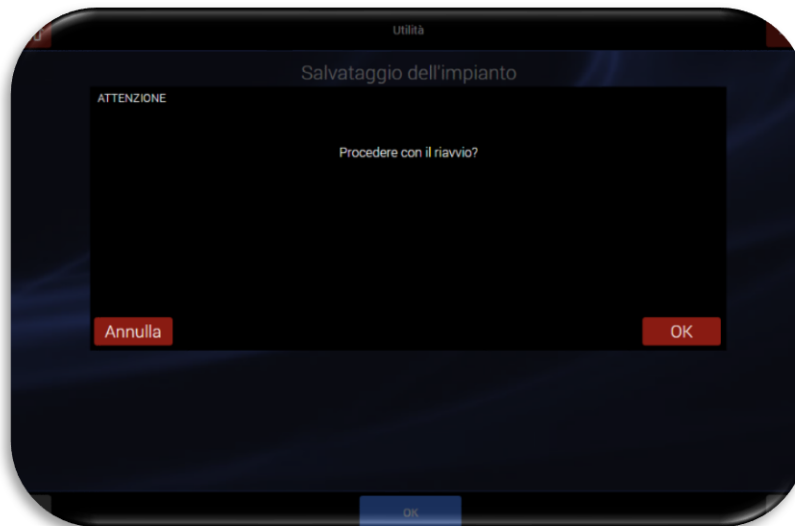 Utilità
Salvataggio dell'impianto
ATTENZIONE
Procedere con il riavvio?
Annulla
OK
OK